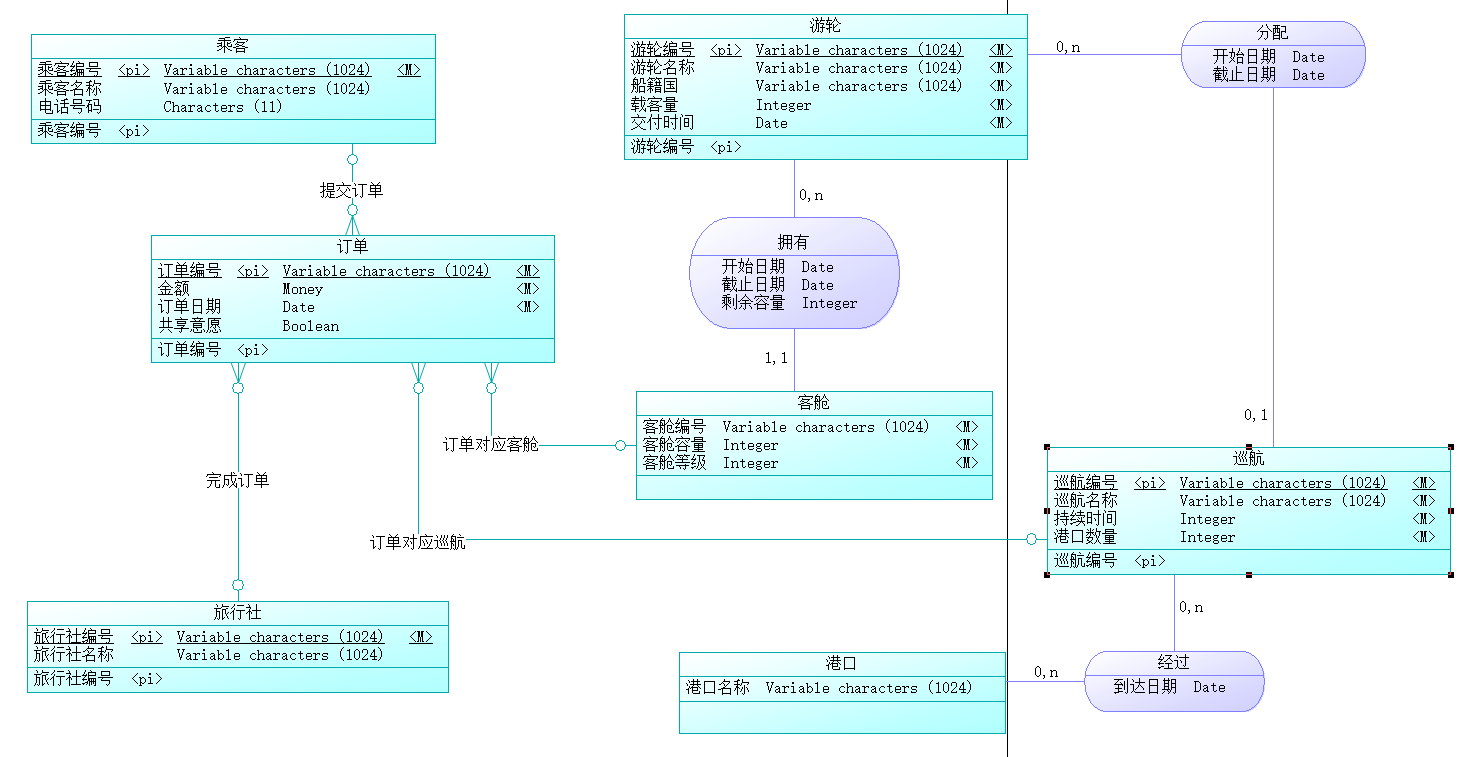 乘客
乘客编号 <pi> Variable characters (1024) <M>
乘客名称 Variable characters (1024)
电话号码 Characters (11)
乘客编号 <pi>
提交订单
订单
订单编号 <pi> Variable characters (1024) <M>
金额 Money <M>
订单日期 Date <M>
共享意愿 Boolean
订单编号 <pi>
完成订单
订单对应巡航
订单对应客舱
旅行社
旅行社编号 <pi> Variable characters (1024) <M>
旅行社名称 Variable characters (1024)
旅行社编号 <pi>
游轮
游轮编号 <pi> Variable characters (1024) <M>
游轮名称 Variable characters (1024) <M>
船籍国 Variable characters (1024) <M>
载客量 Integer <M>
交付时间 Date <M>
游轮编号 <pi>
0,n
拥有
开始日期 Date
截止日期 Date
剩余容量 Integer
1,1
客舱
客舱编号 Variable characters (1024) <M>
客舱容量 Integer <M>
客舱等级 Integer <M>
0,n
分配
开始日期 Date
截止日期 Date
0,1
巡航
巡航编号 <pi> Variable characters (1024) <M>
巡航名称 Variable characters (1024) <M>
持续时间 Integer <M>
港口数量 Integer <M>
巡航编号 <pi>
0,n
经过
到达日期 Date
0,n
港口
港口名称 Variable characters (1024)